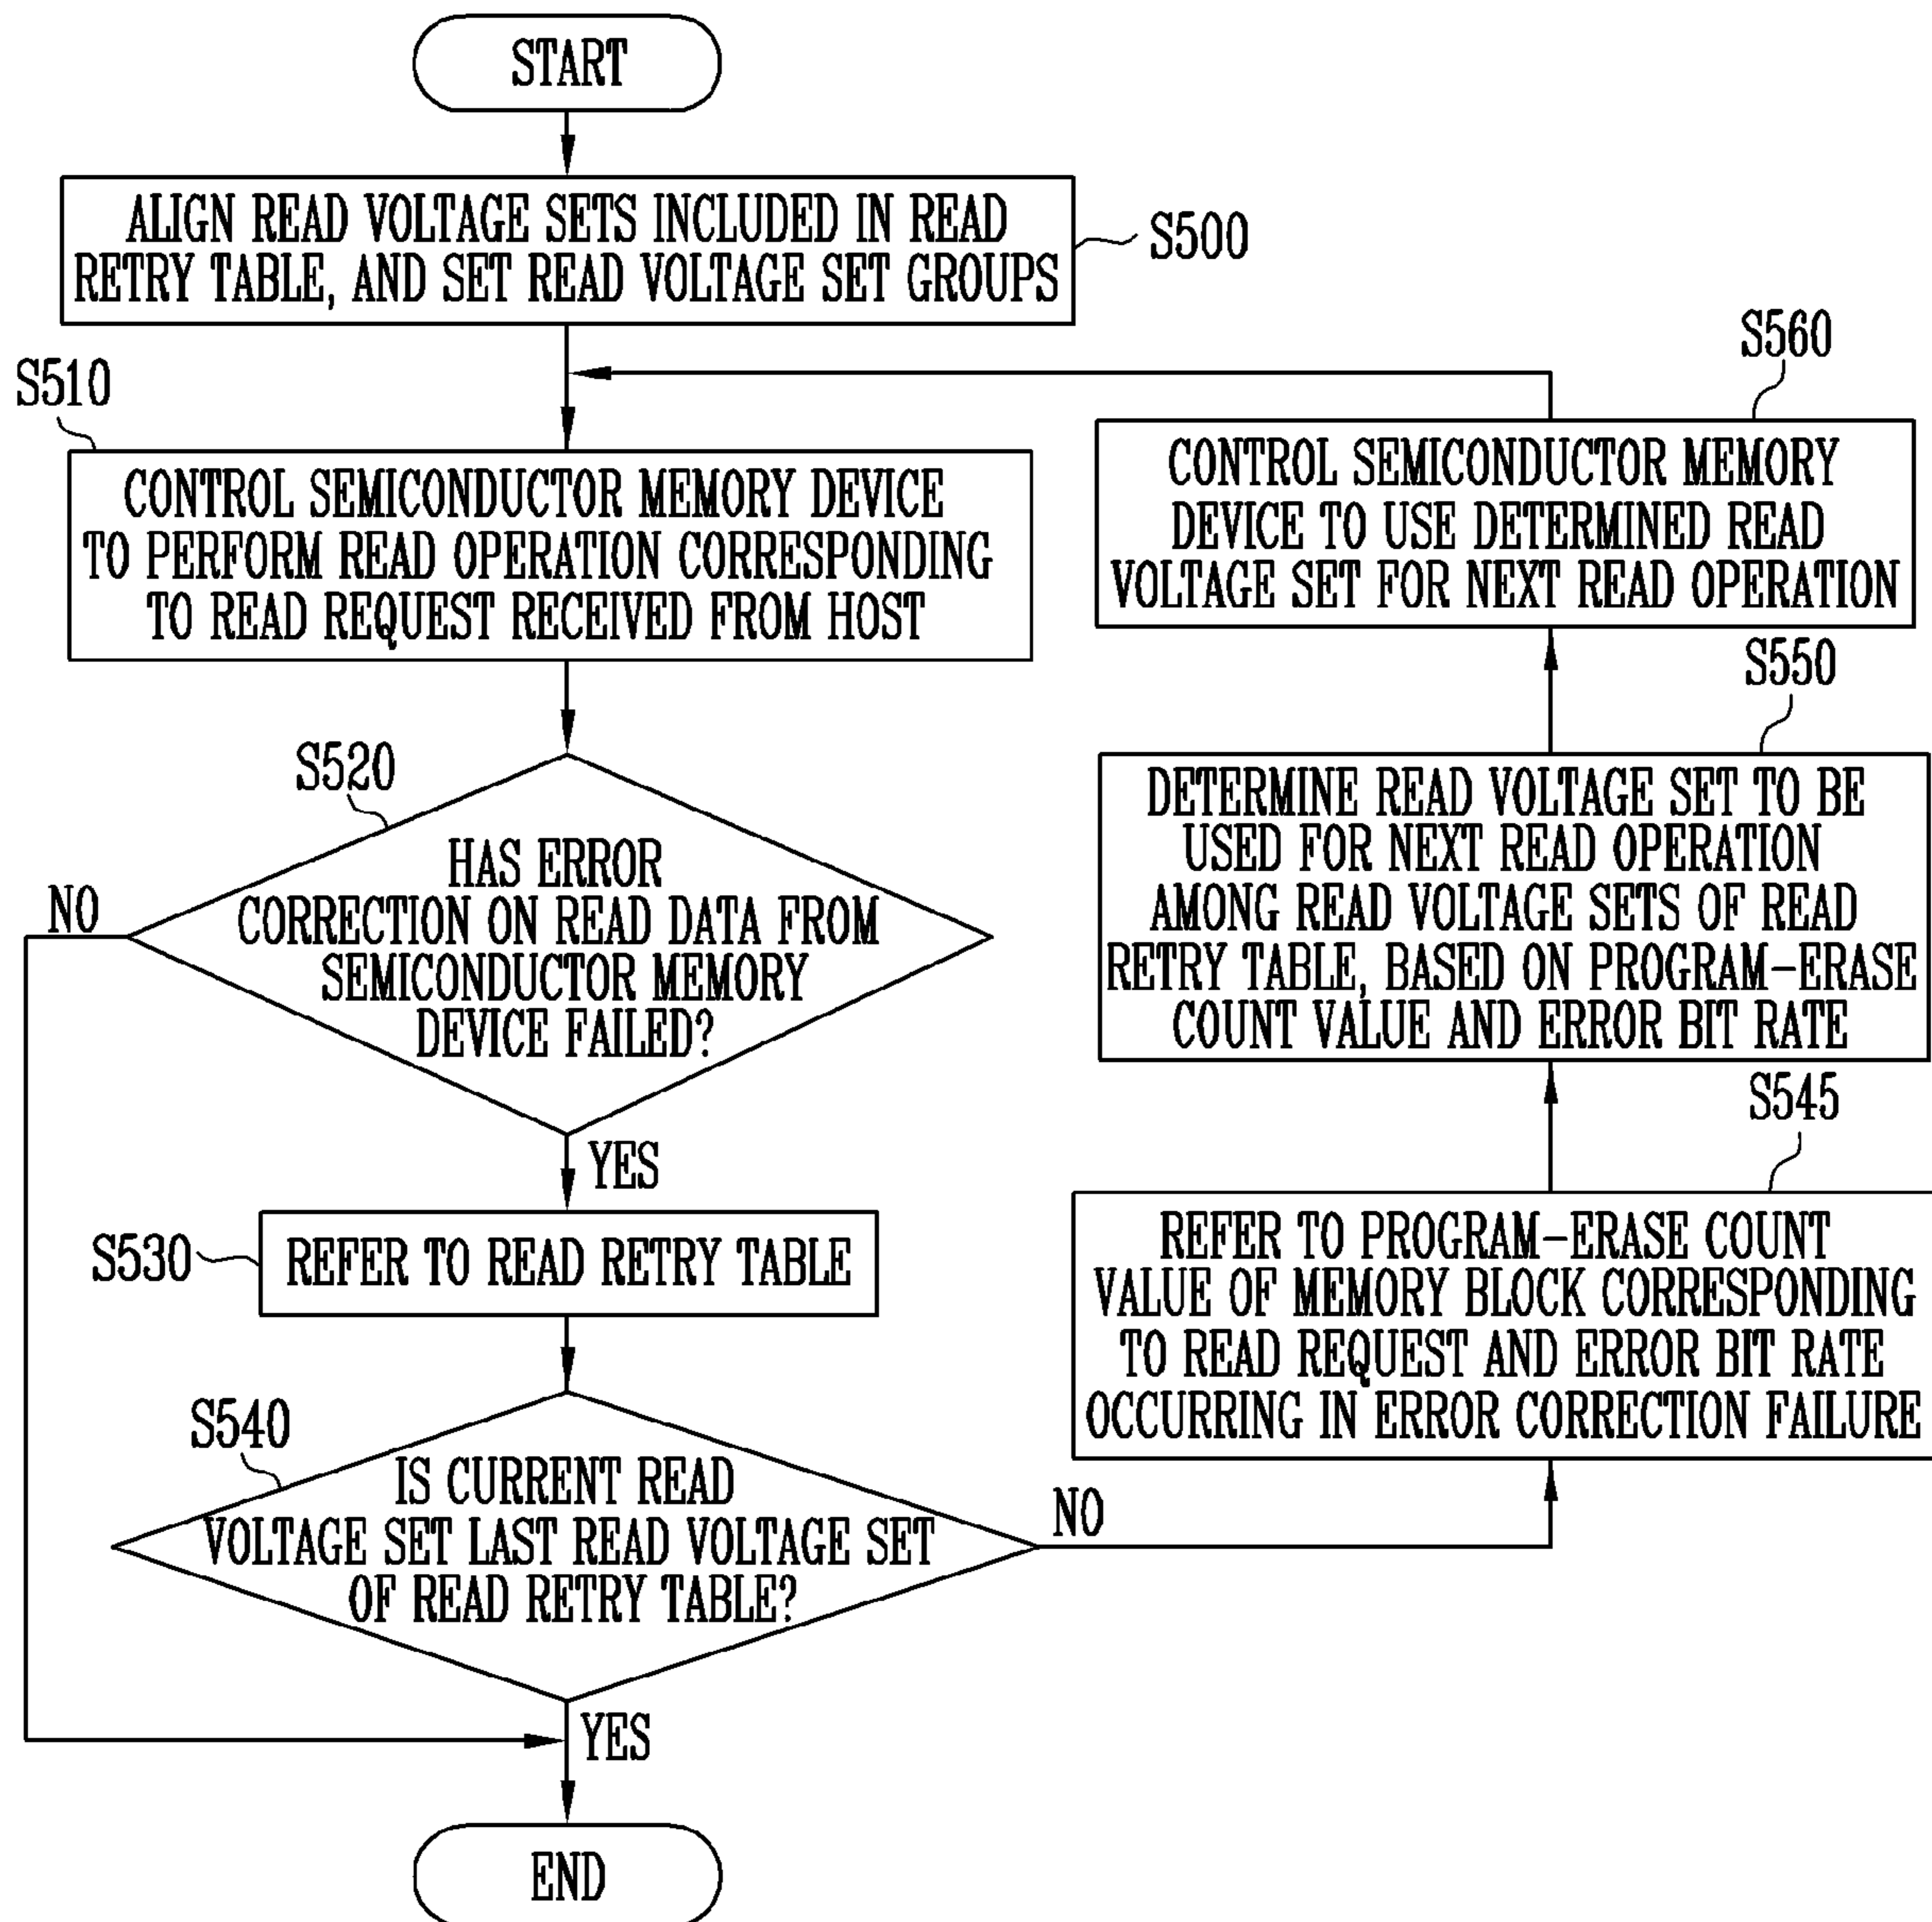 START
ALIGN READ VOLTAGE SETS INCLUDED IN READ
RETRY TABLE, AND SET READ VOLTAGE SET GROUPS
S500
S510
CONTROL SEMICONDUCTOR MEMORY DEVICE
TO PERFORM READ OPERATION CORRESPONDING
TO READ REQUEST RECEIVED FROM HOST
S520
HAS ERROR
CORRECTION ON READ DATA FROM
SEMICONDUCTOR MEMORY
DEVICE FAILED?
NO
YES
S530
REFER TO READ RETRY TABLE
S540
IS CURRENT READ
VOLTAGE SET LAST READ VOLTAGE SET
OF READ RETRY TABLE?
NO
YES
END
S545
REFER TO PROGRAM-ERASE COUNT
VALUE OF MEMORY BLOCK CORRESPONDING
TO READ REQUEST AND ERROR BIT RATE
OCCURRING IN ERROR CORRECTION FAILURE
S550
DETERMINE READ VOLTAGE SET TO BE
USED FOR NEXT READ OPERATION
AMONG READ VOLTAGE SETS OF READ
RETRY TABLE, BASED ON PROGRAM-ERASE
COUNT VALUE AND ERROR BIT RATE
S560
CONTROL SEMICONDUCTOR MEMORY
DEVICE TO USE DETERMINED READ
VOLTAGE SET FOR NEXT READ OPERATION